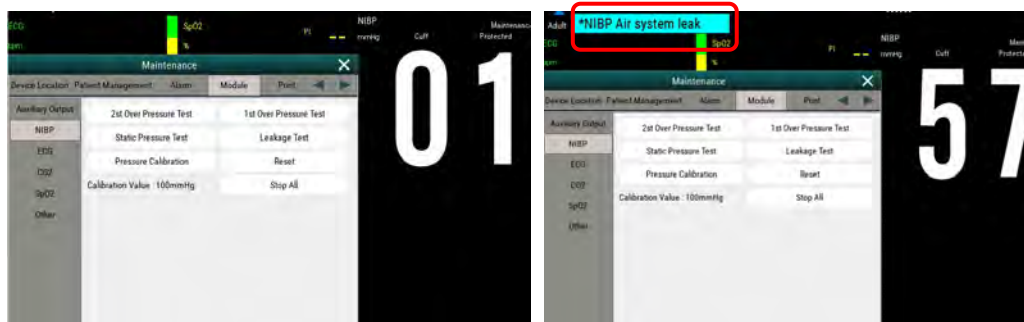 ECG
SpO2
PI
NIBP
mmHg
Cuff
Maintenance
Protected
bpm
%
-- --
01
Maintenance
Device Location
Patient Management
Alarm
Module
Print
Auxiliary Output
NIBP
ECG
CO2
SpO2
Other
2st Over Pressure Test
1st Over Pressure Test
Static Pressure Test
Leakage Test
Pressure Calibration
Reset
Calibration Value : 100mmHg
Stop All
Adult
*NIBP Air system leak
ECG
SpO2
PI
NIBP
mmHg
Cuff
bpm
%
-- --
57
Maintenance
Device Location
Patient Management
Alarm
Module
Print
Auxiliary Output
NIBP
ECG
CO2
SpO2
Other
2st Over Pressure Test
1st Over Pressure Test
Static Pressure Test
Leakage Test
Pressure Calibration
Reset
Calibration Value : 100mmHg
Stop All